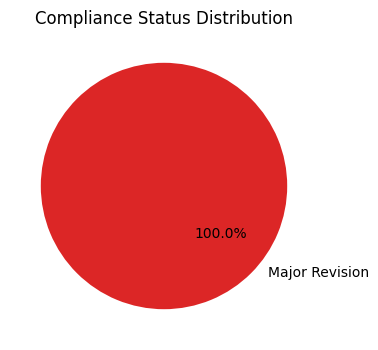 Compliance Status Distribution
100.0%
Major Revision